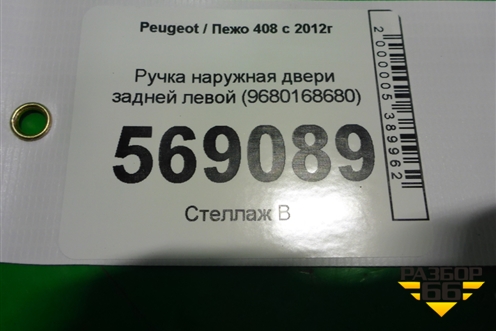 Peugeot / Пежо 408 с 2012г
Ручка наружная двери
задней левой (9680168680)
569089
Стеллаж В
2000005389962
РАЗБОР
66